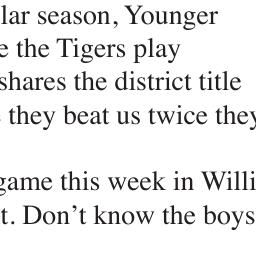 lar season, Younger
e the Tigers play
shares the district title
they beat us twice they
game this week in Willi
t. Don’t know the boys